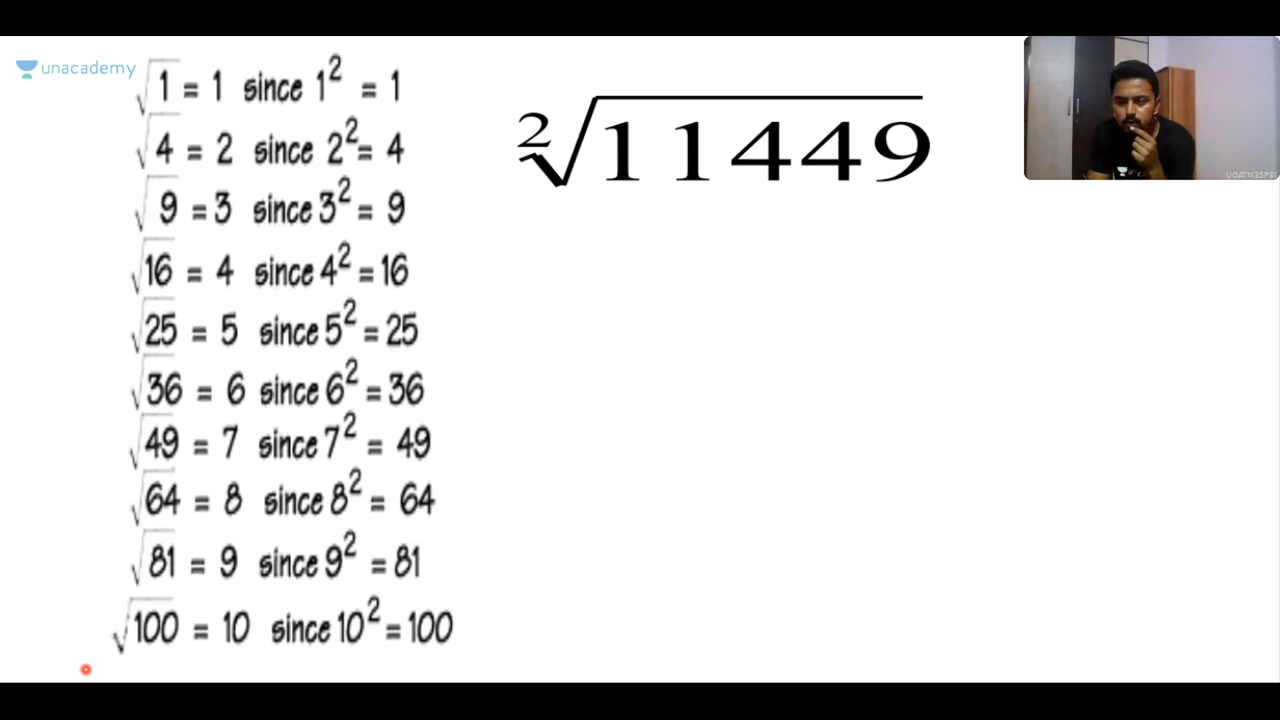 unacademy
√1 = 1 since 1² = 1
√4 = 2 since 2² = 4
√9 = 3 since 3² = 9
√16 = 4 since 4² = 16
√25 = 5 since 5² = 25
√36 = 6 since 6² = 36
√49 = 7 since 7² = 49
√64 = 8 since 8² = 64
√81 = 9 since 9² = 81
√100 = 10 since 10² = 100
²√11449